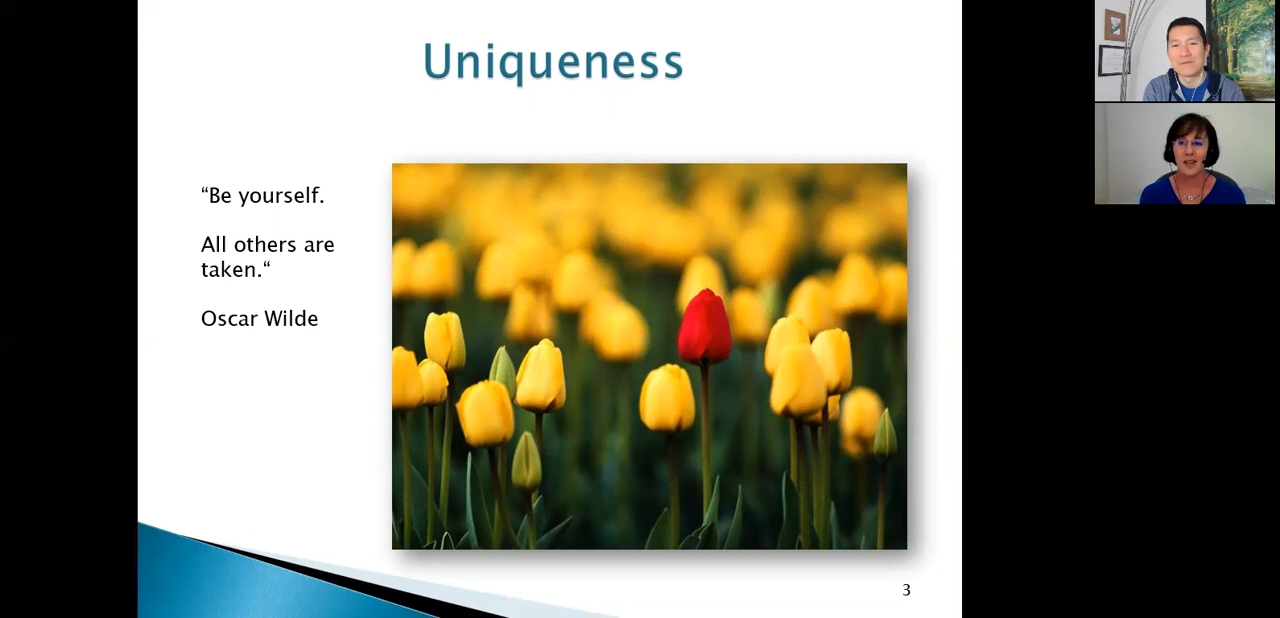 Uniqueness
“Be yourself.
All others are
taken.“
Oscar Wilde
3